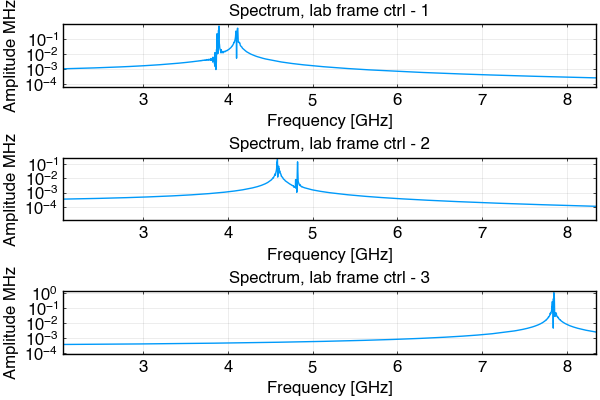 Spectrum, lab frame ctrl - 1
Amplitude MHz
10⁻¹
10⁻²
10⁻³
10⁻⁴
3 4 5 6 7 8
Frequency [GHz]
Spectrum, lab frame ctrl - 2
Amplitude MHz
10⁻¹
10⁻²
10⁻³
10⁻⁴
3 4 5 6 7 8
Frequency [GHz]
Spectrum, lab frame ctrl - 3
Amplitude MHz
10⁰
10⁻¹
10⁻²
10⁻³
10⁻⁴
3 4 5 6 7 8
Frequency [GHz]